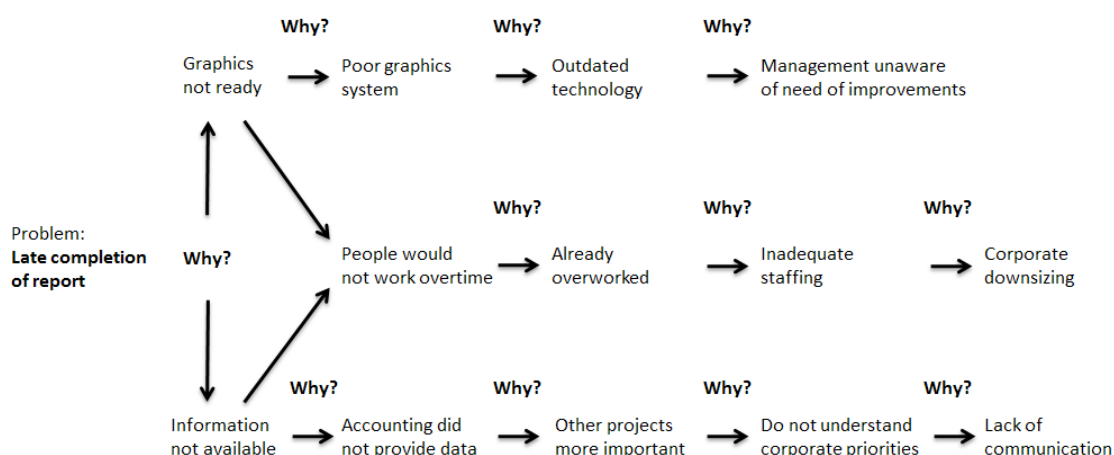 Why?
Why?
Why?
Graphics
not ready
Poor graphics
system
Outdated
technology
Management unaware
of need of improvements
Why?
Why?
Why?
Problem:
Late completion
of report
Why?
People would
not work overtime
Already
overworked
Inadequate
staffing
Corporate
downsizing
Why?
Why?
Why?
Why?
Information
not available
Accounting did
not provide data
Other projects
more important
Do not understand
corporate priorities
Lack of
communication